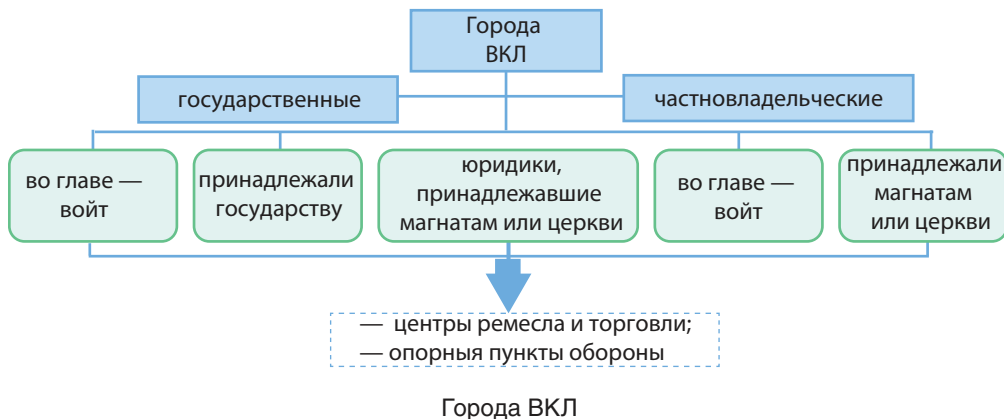 Города
ВКЛ
государственные
частновладельческие
во главе —
войт
принадлежали
государству
юридики,
принадлежавшие
магнатам или церкви
во главе —
войт
принадлежали
магнатам
или церкви
— центры ремесла и торговли;
— опорныя пункты обороны
Города ВКЛ